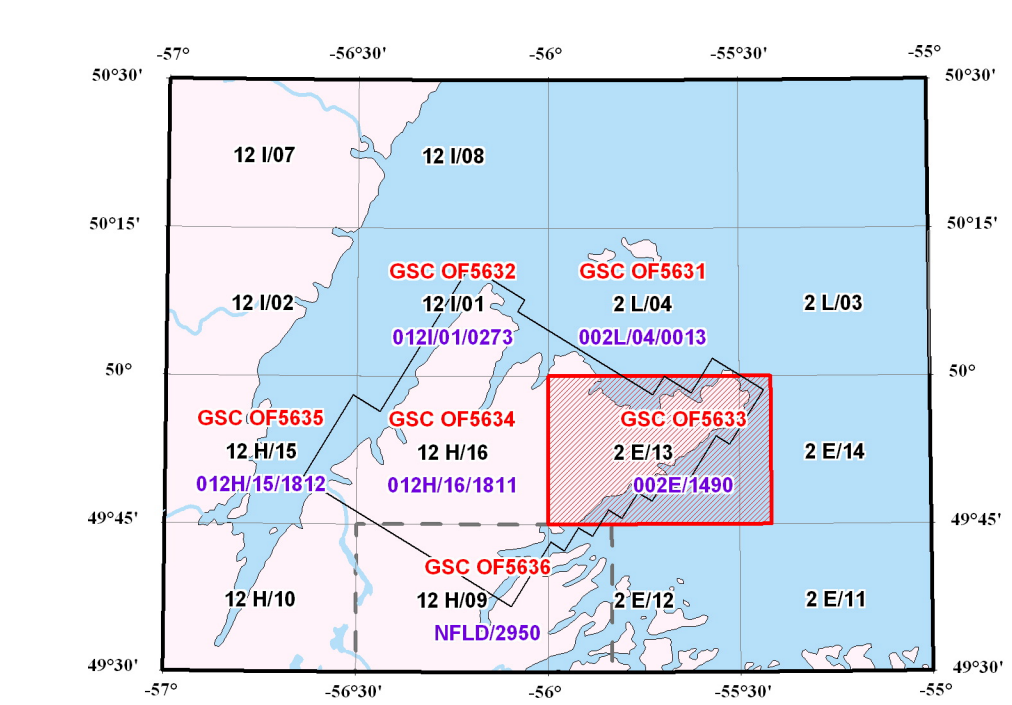 -57° -56°30' -56° -55°30' -55°
50°30' 50°30'
12 I/07 12 I/08
50°15' 50°15'
GSC OF5632 GSC OF5631
12 I/02 12 I/01 2 L/04 2 L/03
012I/01/0273 002L/04/0013
50° 50°
GSC OF5635 GSC OF5634 GSC OF5633
12 H/15 12 H/16 2 E/13 2 E/14
012H/15/1812 012H/16/1811 002E/1490
49°45' 49°45'
GSC OF5636
12 H/10 12 H/09 2 E/12 2 E/11
NFLD/2950
49°30' 49°30'
-57° -56°30' -56° -55°30' -55°